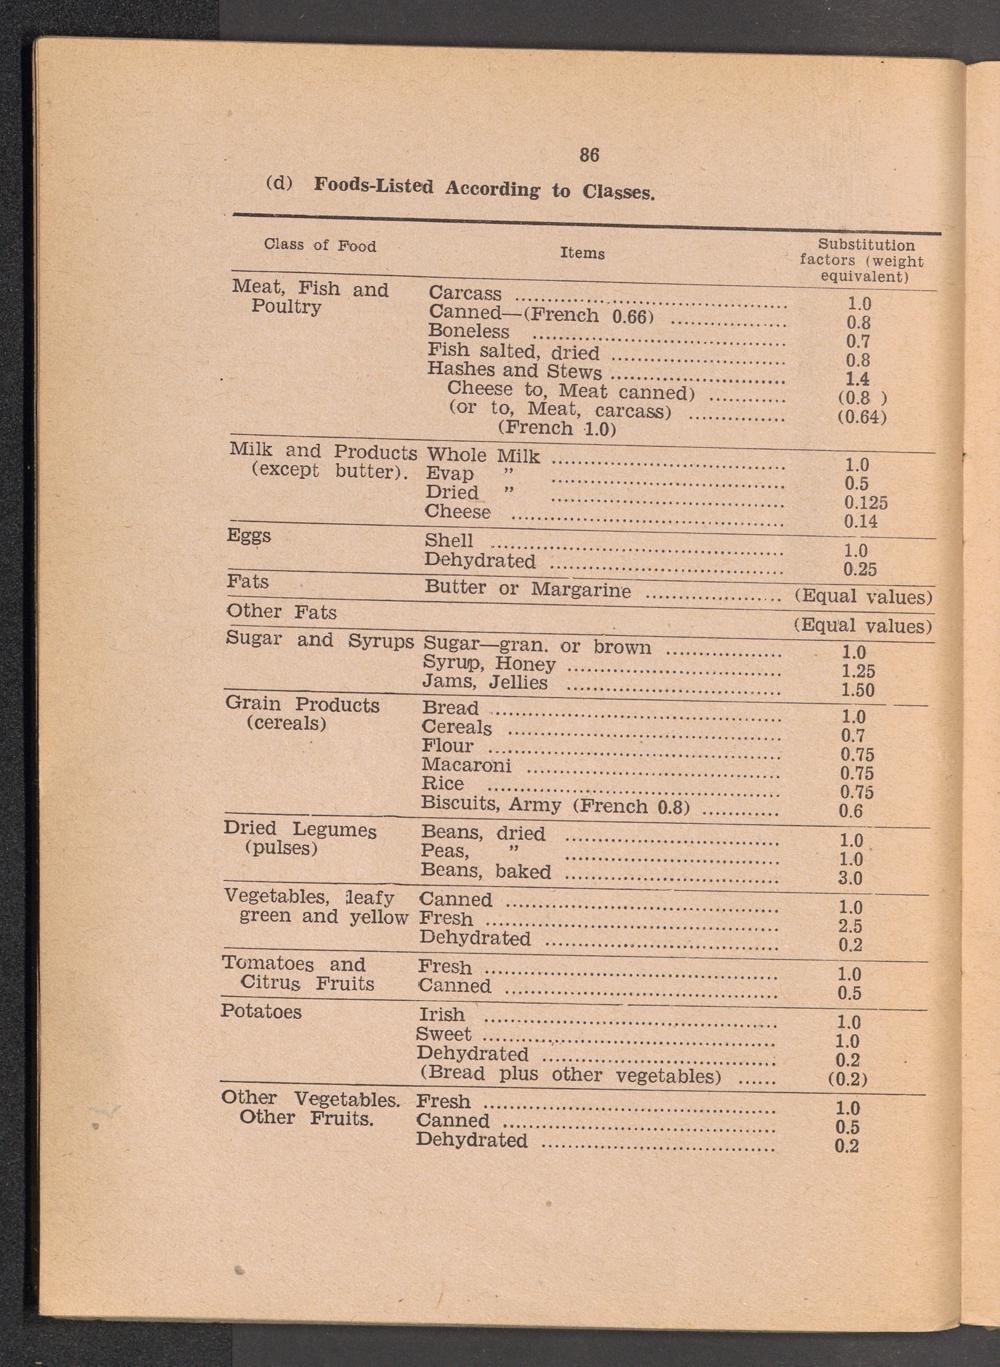 86
(d) Foods-Listed According to Classes.
Class of Food Items Substitution factors (weight equivalent)
Meat, Fish and Carcass ........................................ 1.0
Poultry Canned—(French 0.66) .................. 0.8
Boneless ...................................... 0.7
Fish salted, dried .......................... 0.8
Hashes and Stews ........................... 1.4
Cheese to, Meat canned) ............ (0.8 )
(or to, Meat, carcass) ............... (0.64)
(French 1.0)
Milk and Products Whole Milk .................................... 1.0
(except butter). Evap ” .................................... 0.5
Dried ” .................................... 0.125
Cheese .......................................... 0.14
Eggs Shell ............................................. 1.0
Dehydrated .................................... 0.25
Fats Butter or Margarine ..................... (Equal values)
Other Fats (Equal values)
Sugar and Syrups Sugar—gran. or brown .................. 1.0
Syrup, Honey ................................. 1.25
Jams, Jellies ................................. 1.50
Grain Products Bread ............................................. 1.0
(cereals) Cereals .......................................... 0.7
Flour ............................................. 0.75
Macaroni ....................................... 0.75
Rice ............................................. 0.75
Biscuits, Army (French 0.8) ............ 0.6
Dried Legumes Beans, dried ................................. 1.0
(pulses) Peas, ” ................................. 1.0
Beans, baked ................................. 3.0
Vegetables, leafy Canned .......................................... 1.0
green and yellow Fresh ............................................. 2.5
Dehydrated .................................... 0.2
Tomatoes and Fresh ............................................. 1.0
Citrus Fruits Canned .......................................... 0.5
Potatoes Irish ............................................. 1.0
Sweet ............................................. 1.0
Dehydrated .................................... 0.2
(Bread plus other vegetables) ...... (0.2)
Other Vegetables. Fresh ............................................. 1.0
Other Fruits. Canned .......................................... 0.5
Dehydrated .................................... 0.2